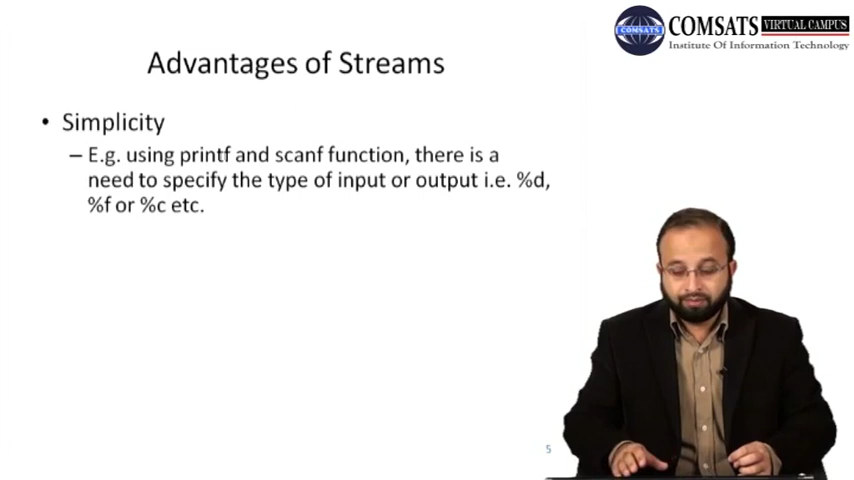 COMSATS VIRTUAL CAMPUS
Institute Of Information Technology
COMSATS
Advantages of Streams
• Simplicity
– E.g. using printf and scanf function, there is a
need to specify the type of input or output i.e. %d,
%f or %c etc.
5